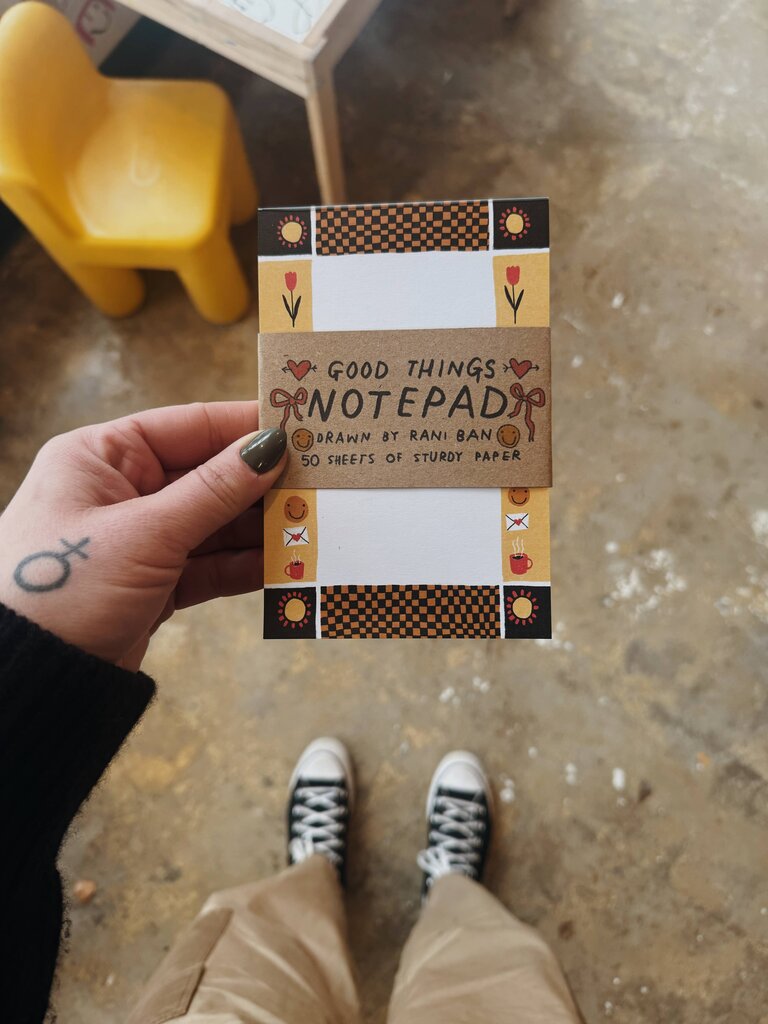 GOOD THINGS
NOTEPAD
DRAWN BY RANI BAN
50 SHEETS OF STURDY PAPER